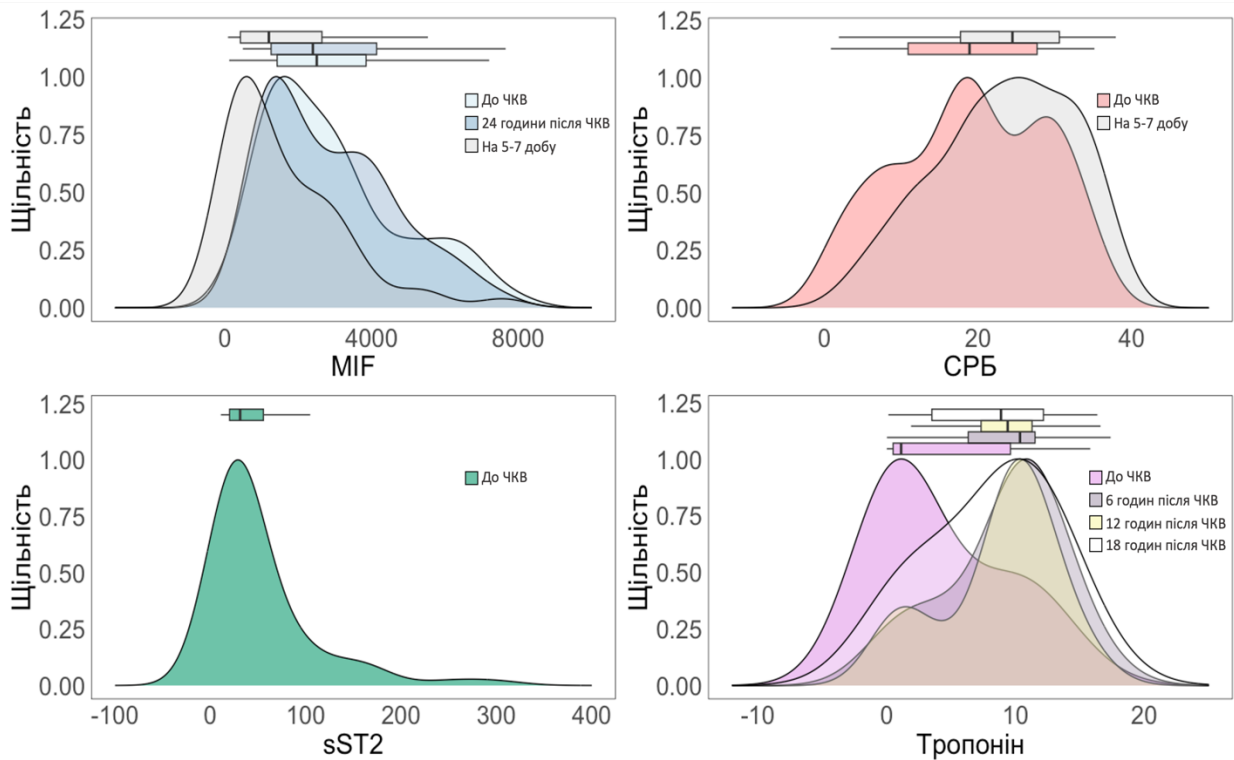 1.25
1.00
0.75
0.50
0.25
0.00
Щільність
До ЧКВ
24 години після ЧКВ
На 5-7 добу
0
4000
8000
MIF
1.25
1.00
0.75
0.50
0.25
0.00
Щільність
До ЧКВ
На 5-7 добу
0
20
40
СРБ
1.25
1.00
0.75
0.50
0.25
0.00
Щільність
До ЧКВ
-100
0
100
200
300
400
sST2
1.25
1.00
0.75
0.50
0.25
0.00
Щільність
До ЧКВ
6 годин після ЧКВ
12 годин після ЧКВ
18 годин після ЧКВ
-10
0
10
20
Тропонін